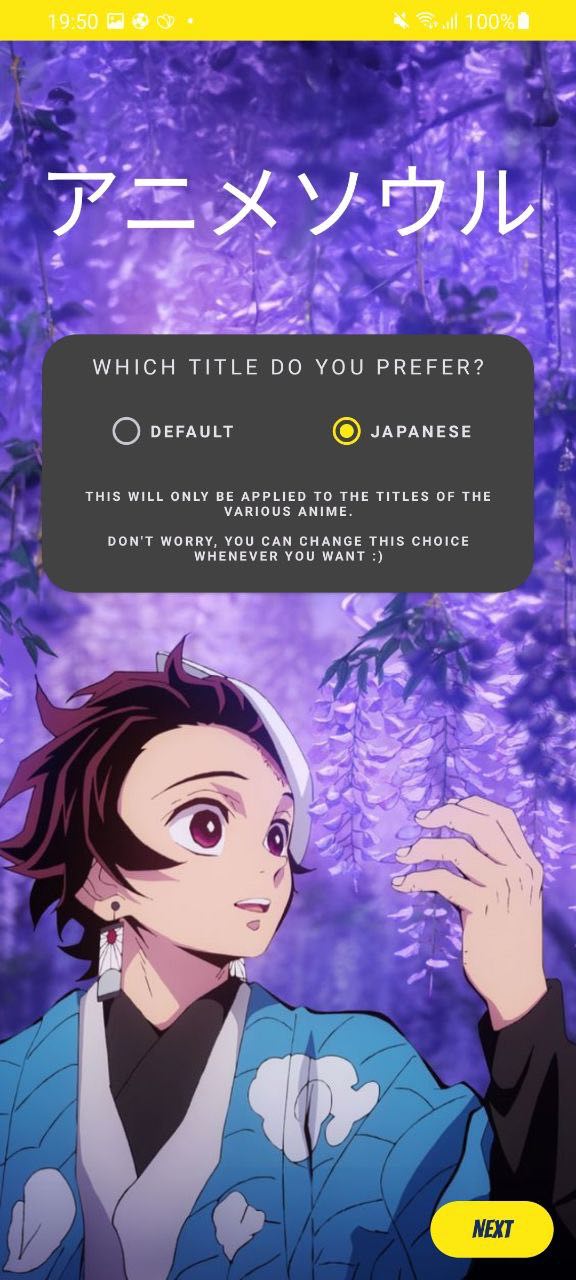 19:50 100%
アニメソウル
WHICH TITLE DO YOU PREFER?
DEFAULT JAPANESE
THIS WILL ONLY BE APPLIED TO THE TITLES OF THE
VARIOUS ANIME.
DON'T WORRY, YOU CAN CHANGE THIS CHOICE
WHENEVER YOU WANT :)
NEXT